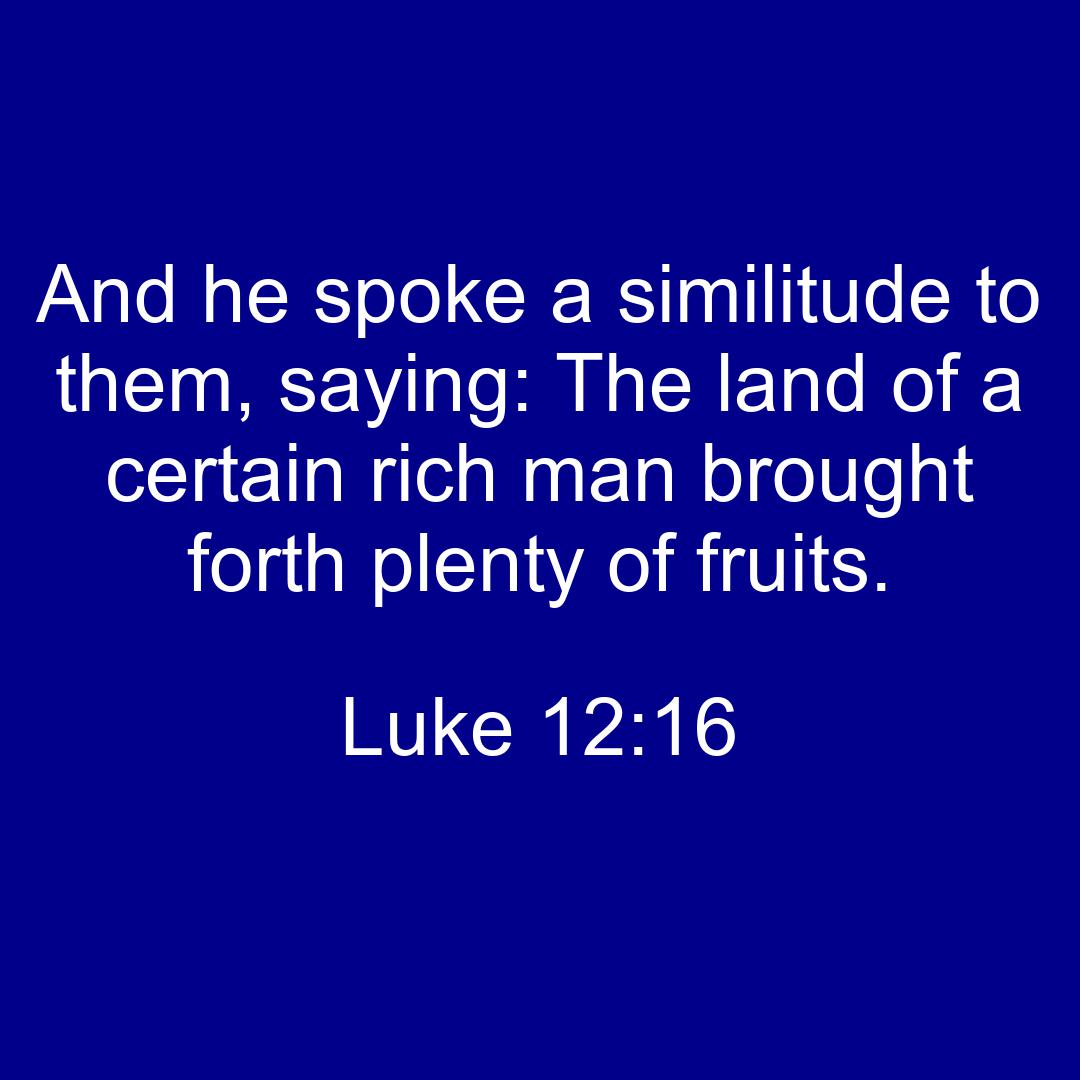 And he spoke a similitude to
them, saying: The land of a
certain rich man brought
forth plenty of fruits.
Luke 12:16